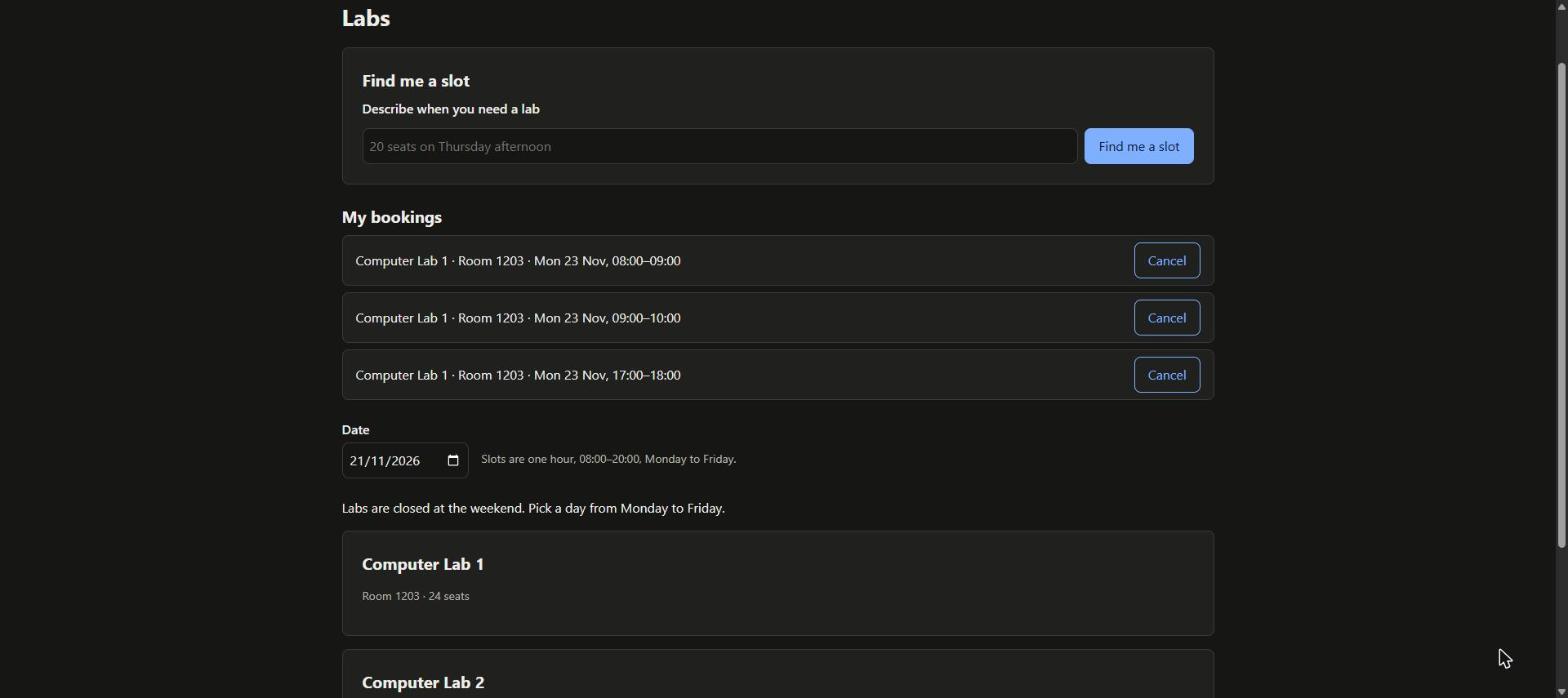 Labs
Find me a slot
Describe when you need a lab
20 seats on Thursday afternoon
Find me a slot
My bookings
Computer Lab 1 · Room 1203 · Mon 23 Nov, 08:00–09:00
Cancel
Computer Lab 1 · Room 1203 · Mon 23 Nov, 09:00–10:00
Cancel
Computer Lab 1 · Room 1203 · Mon 23 Nov, 17:00–18:00
Cancel
Date
21/11/2026
Slots are one hour, 08:00–20:00, Monday to Friday.
Labs are closed at the weekend. Pick a day from Monday to Friday.
Computer Lab 1
Room 1203 · 24 seats
Computer Lab 2